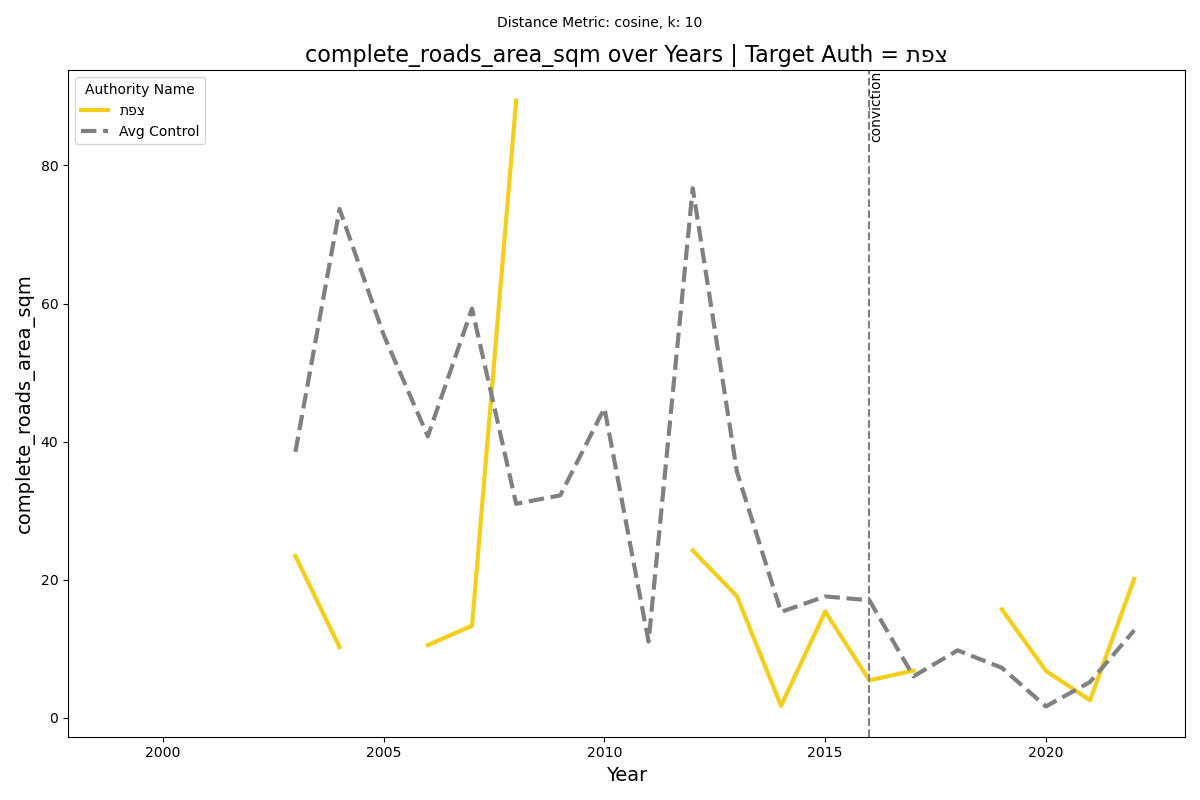 Distance Metric: cosine, k: 10
complete_roads_area_sqm over Years | Target Auth = צפת
Authority Name
צפת
Avg Control
conviction
complete_roads_area_sqm
80
60
40
20
0
2000
2005
2010
2015
2020
Year